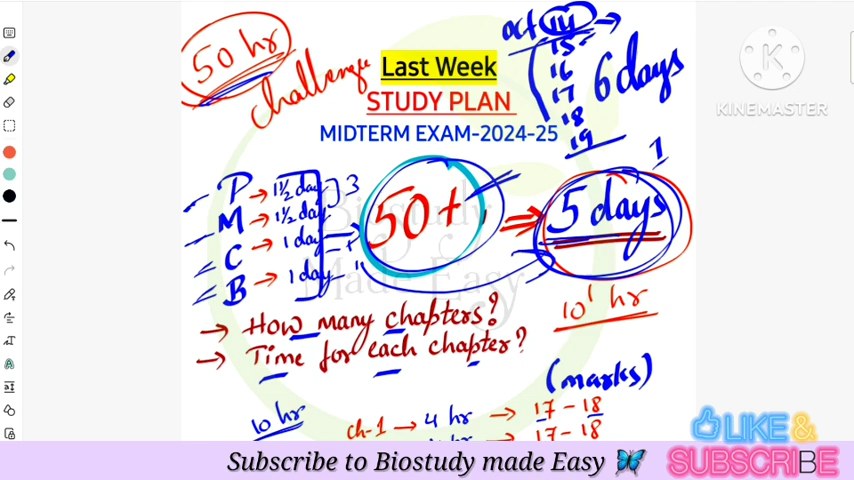 50 hr
challenge
Last Week
STUDY PLAN
MIDTERM EXAM-2024-25
oct 14 →
15
16
17
18
19
6 days
1
P → 1½ day
M → 1½ day
C → 1 day
B → 1 day
3
50+
⇒ 5 days
10 hr
Biostudy
Made Easy
→ How many chapters?
→ Time for each chapter?
(marks)
10 hr
ch-1 → 4 hr → 17 - 18
17 - 18
KINEMASTER
LIKE &
SUBSCRIBE
Subscribe to Biostudy made Easy